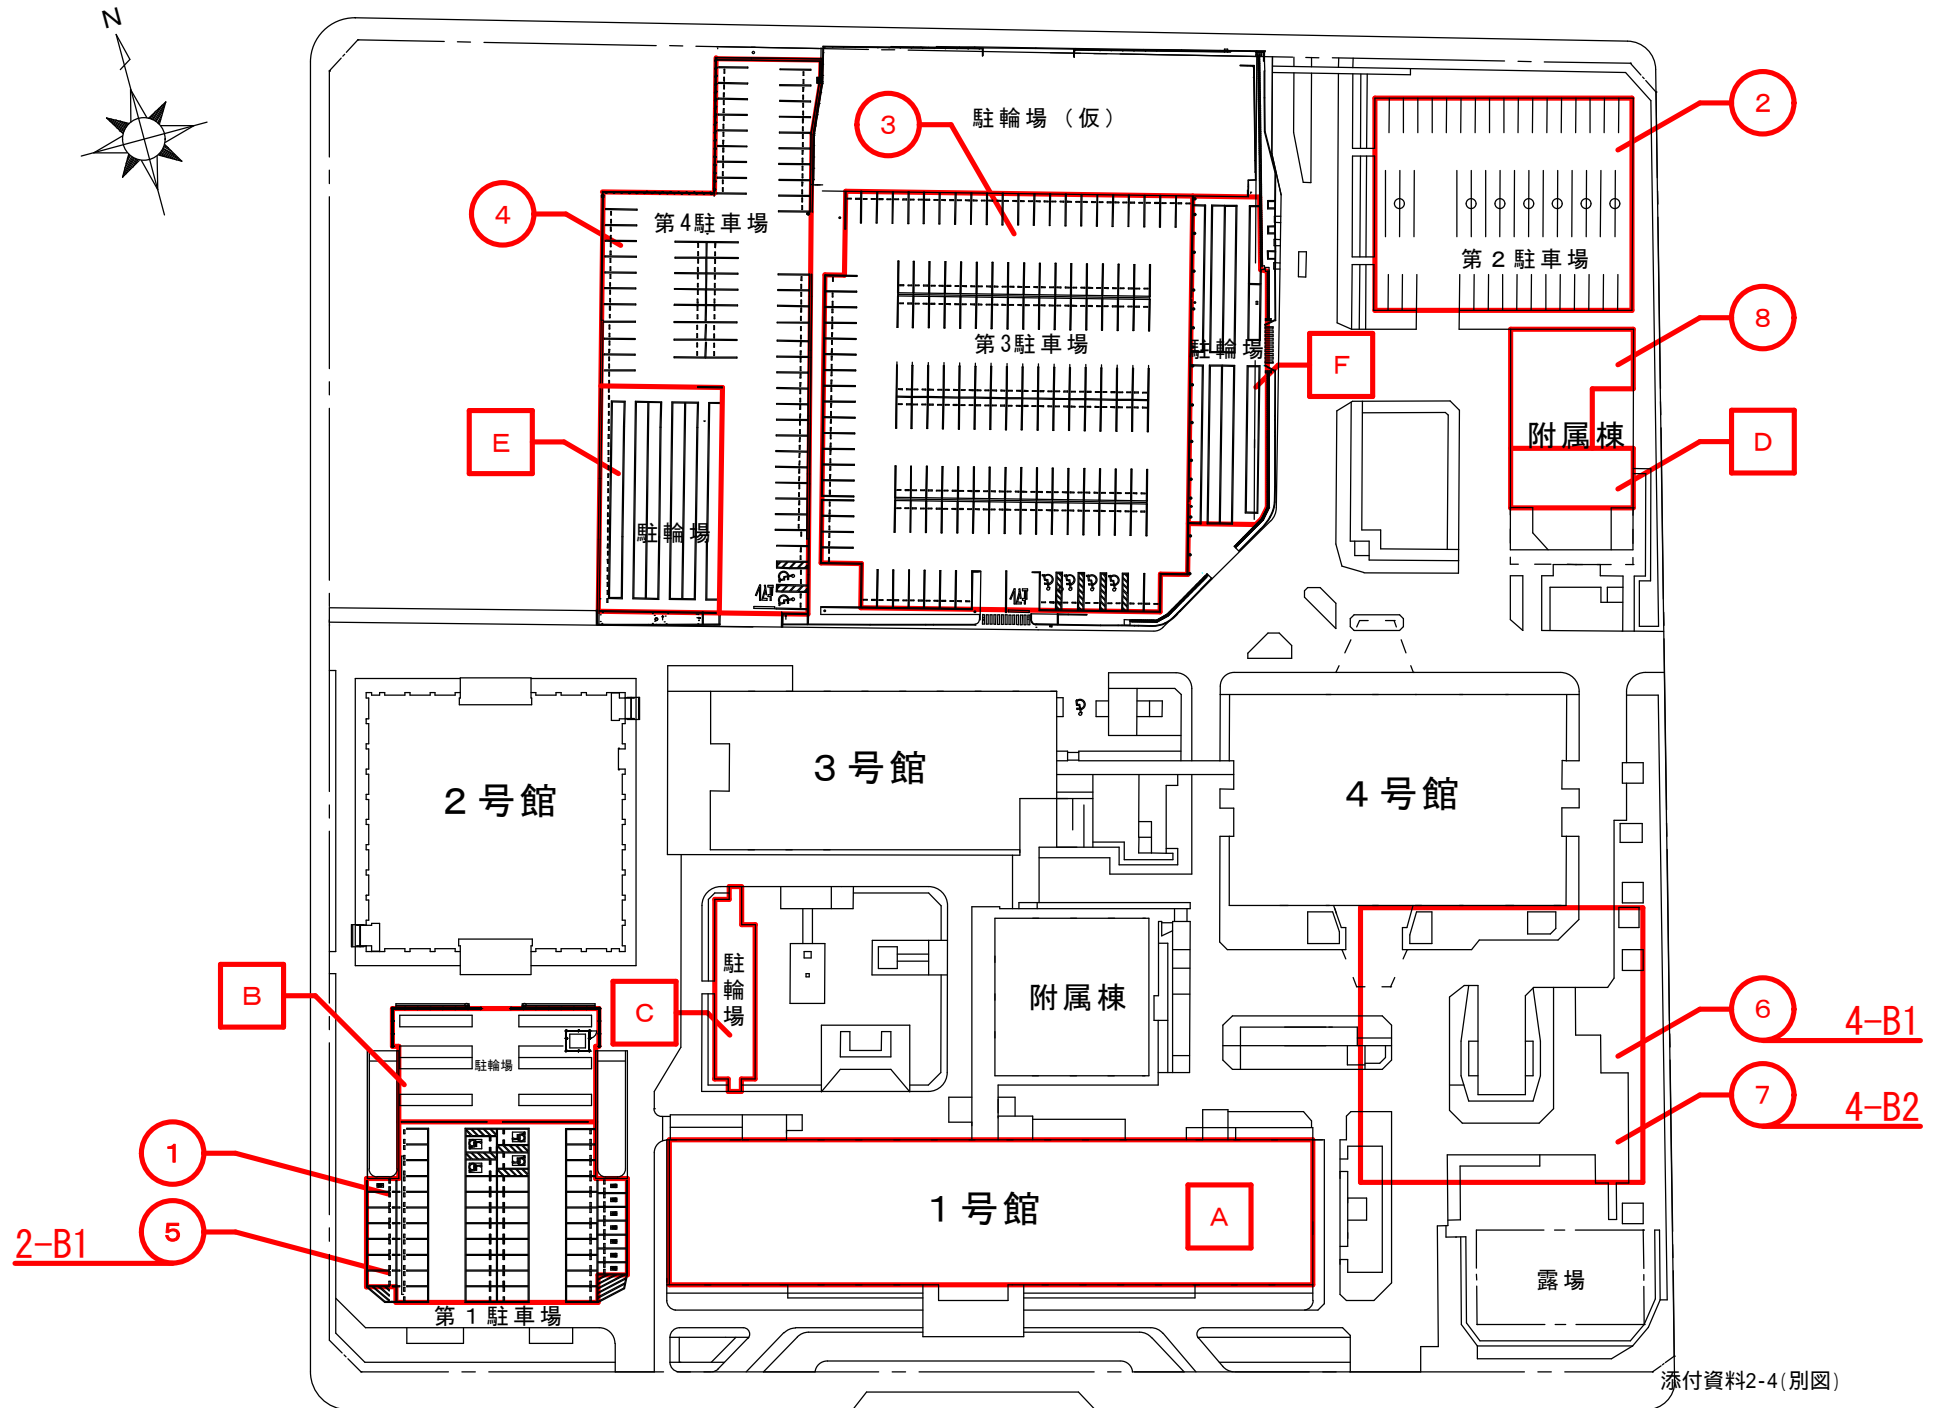 N
駐輪場（仮）
2
3
4
第4駐車場
第２駐車場
8
第3駐車場
駐輪場
F
附属棟
D
E
駐輪場
３号館
２号館
４号館
駐輪場
B
C
附属棟
6
4-B1
駐輪場
7
4-B2
1
１号館
A
5
2-B1
露場
第１駐車場
添付資料2-4(別図)